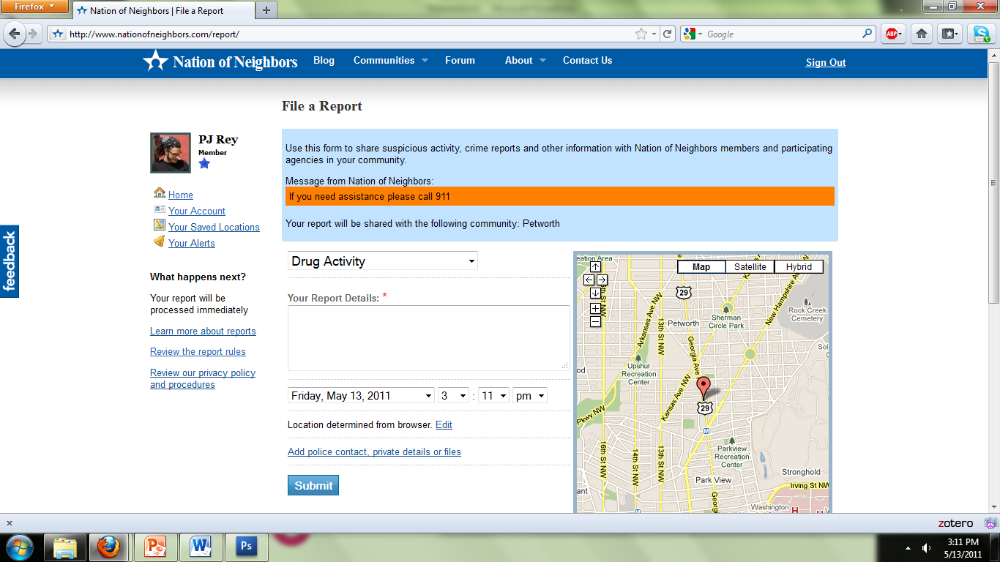 Firefox
Nation of Neighbors | File a Report
http://www.nationofneighbors.com/report/
Google
ABP
Nation of Neighbors
Blog
Communities
Forum
About
Contact Us
Sign Out
File a Report
PJ Rey
Member
Home
Your Account
Your Saved Locations
Your Alerts
feedback
What happens next?
Your report will be
processed immediately
Learn more about reports
Review the report rules
Review our privacy policy
and procedures
Use this form to share suspicious activity, crime reports and other information with Nation of Neighbors members and participating
agencies in your community.
Message from Nation of Neighbors:
If you need assistance please call 911
Your report will be shared with the following community: Petworth
Drug Activity
Your Report Details: *
Friday, May 13, 2011
3 : 11 pm
Location determined from browser. Edit
Add police contact, private details or files
Submit
eation Area
Map
Satellite
Hybrid
29
Arkansas Ave NW
13th St NW
Petworth
Sherman
Circle Park
New Hampshire Ave
Rock Creek
Cemetery
Georgia Ave
Upshur
Recreation
Center
Kansas Ave NW
29
Pkwy NW
M
16th St NW
14th St NW
13th St NW
Parkview
Recreation
Center
Stronghold
Park View
Irving St NW
Washington
H
zotero
P
W
Ps
3:11 PM
5/13/2011